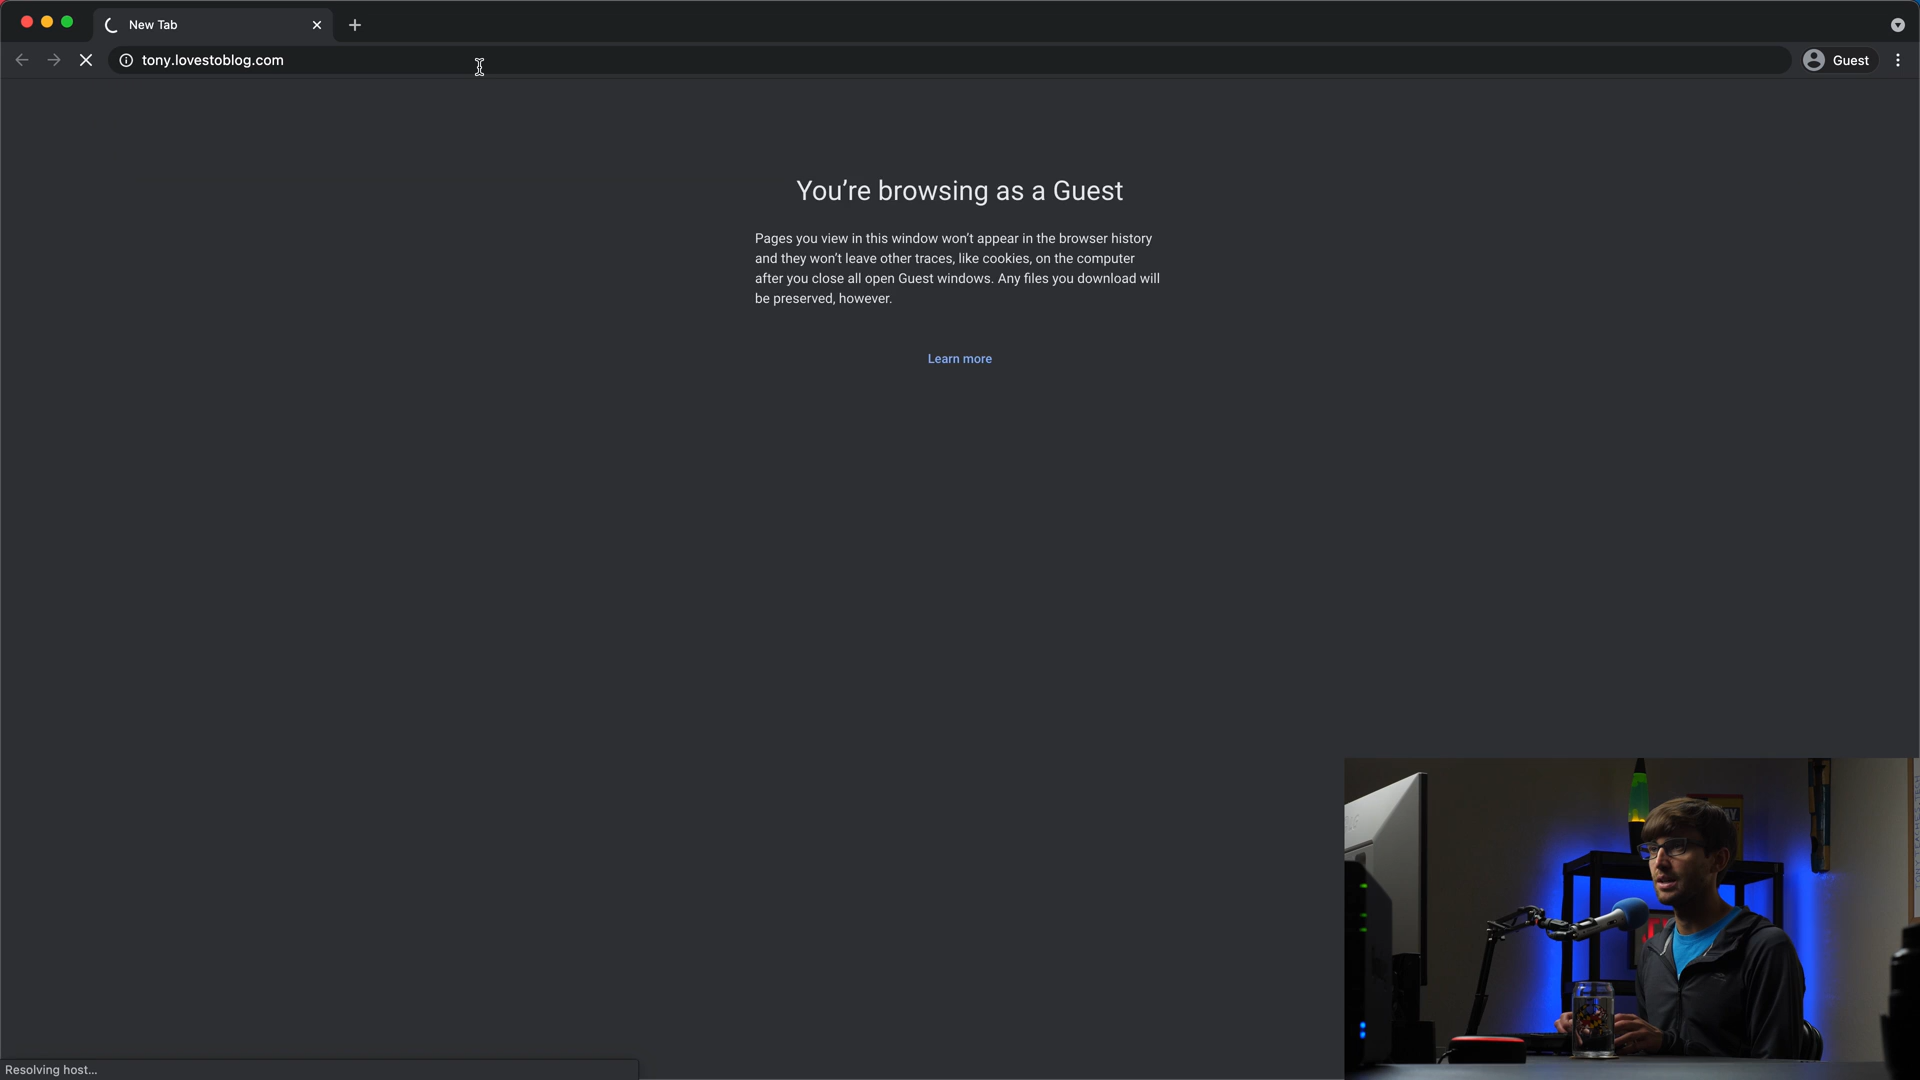 New Tab
tony.lovestoblog.com
Guest
You're browsing as a Guest
Pages you view in this window won't appear in the browser history
and they won't leave other traces, like cookies, on the computer
after you close all open Guest windows. Any files you download will
be preserved, however.
Learn more
Resolving host...